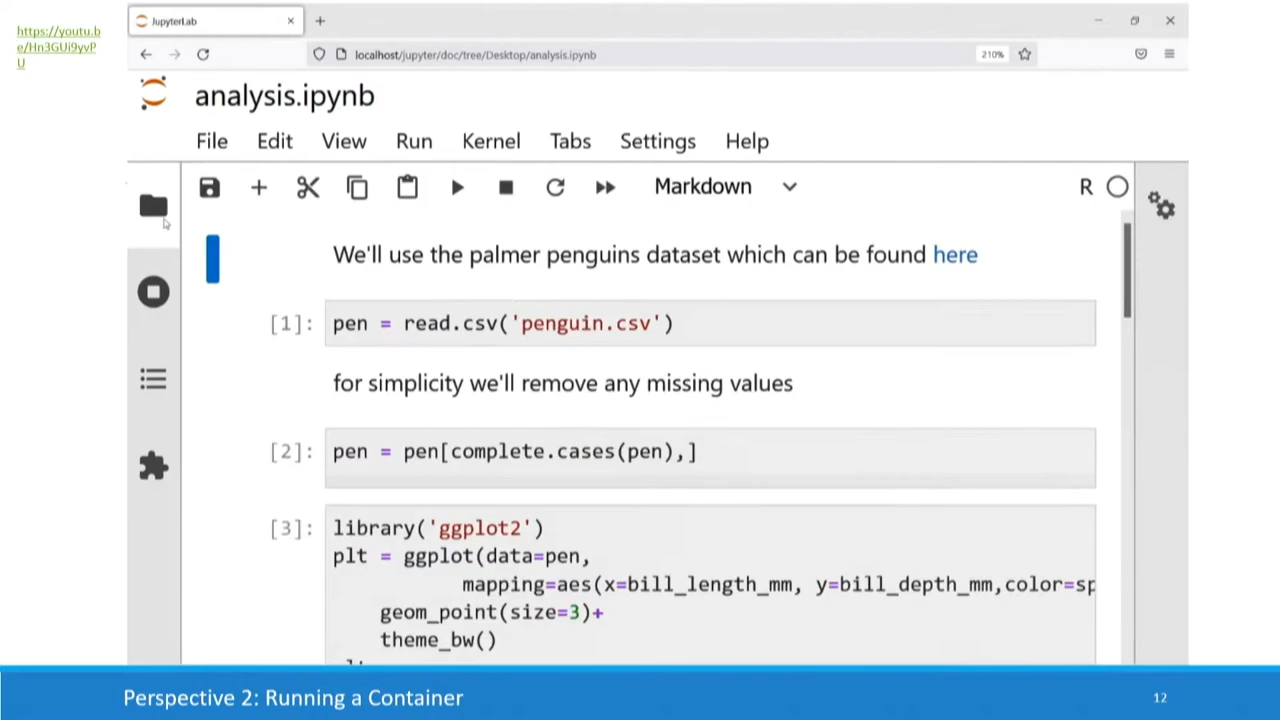 https://youtu.b
e/Hn3GUi9yvP
U
JupyterLab
localhost/jupyter/doc/tree/Desktop/analysis.ipynb
210%
analysis.ipynb
File Edit View Run Kernel Tabs Settings Help
Markdown
R
We'll use the palmer penguins dataset which can be found here
[1]: pen = read.csv('penguin.csv')
for simplicity we'll remove any missing values
[2]: pen = pen[complete.cases(pen),]
[3]: library('ggplot2')
plt = ggplot(data=pen,
mapping=aes(x=bill_length_mm, y=bill_depth_mm,color=sp
geom_point(size=3)+
theme_bw()
Perspective 2: Running a Container
12